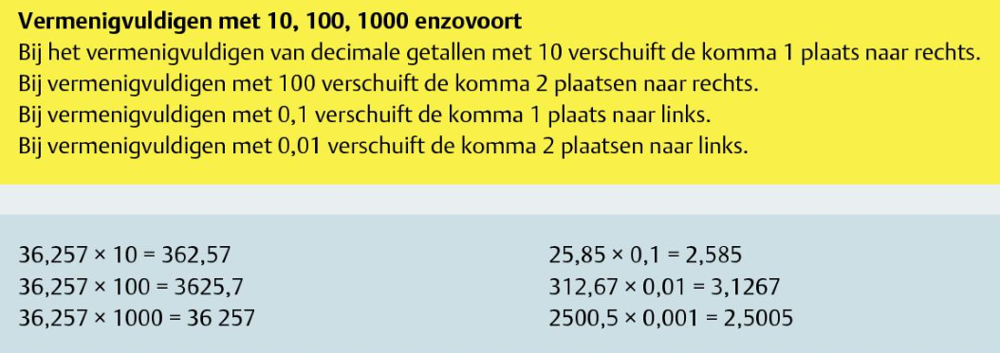 Vermenigvuldigen met 10, 100, 1000 enzovoort
Bij het vermenigvuldigen van decimale getallen met 10 verschuift de komma 1 plaats naar rechts.
Bij vermenigvuldigen met 100 verschuift de komma 2 plaatsen naar rechts.
Bij vermenigvuldigen met 0,1 verschuift de komma 1 plaats naar links.
Bij vermenigvuldigen met 0,01 verschuift de komma 2 plaatsen naar links.
36,257 × 10 = 362,57
36,257 × 100 = 3625,7
36,257 × 1000 = 36 257
25,85 × 0,1 = 2,585
312,67 × 0,01 = 3,1267
2500,5 × 0,001 = 2,5005